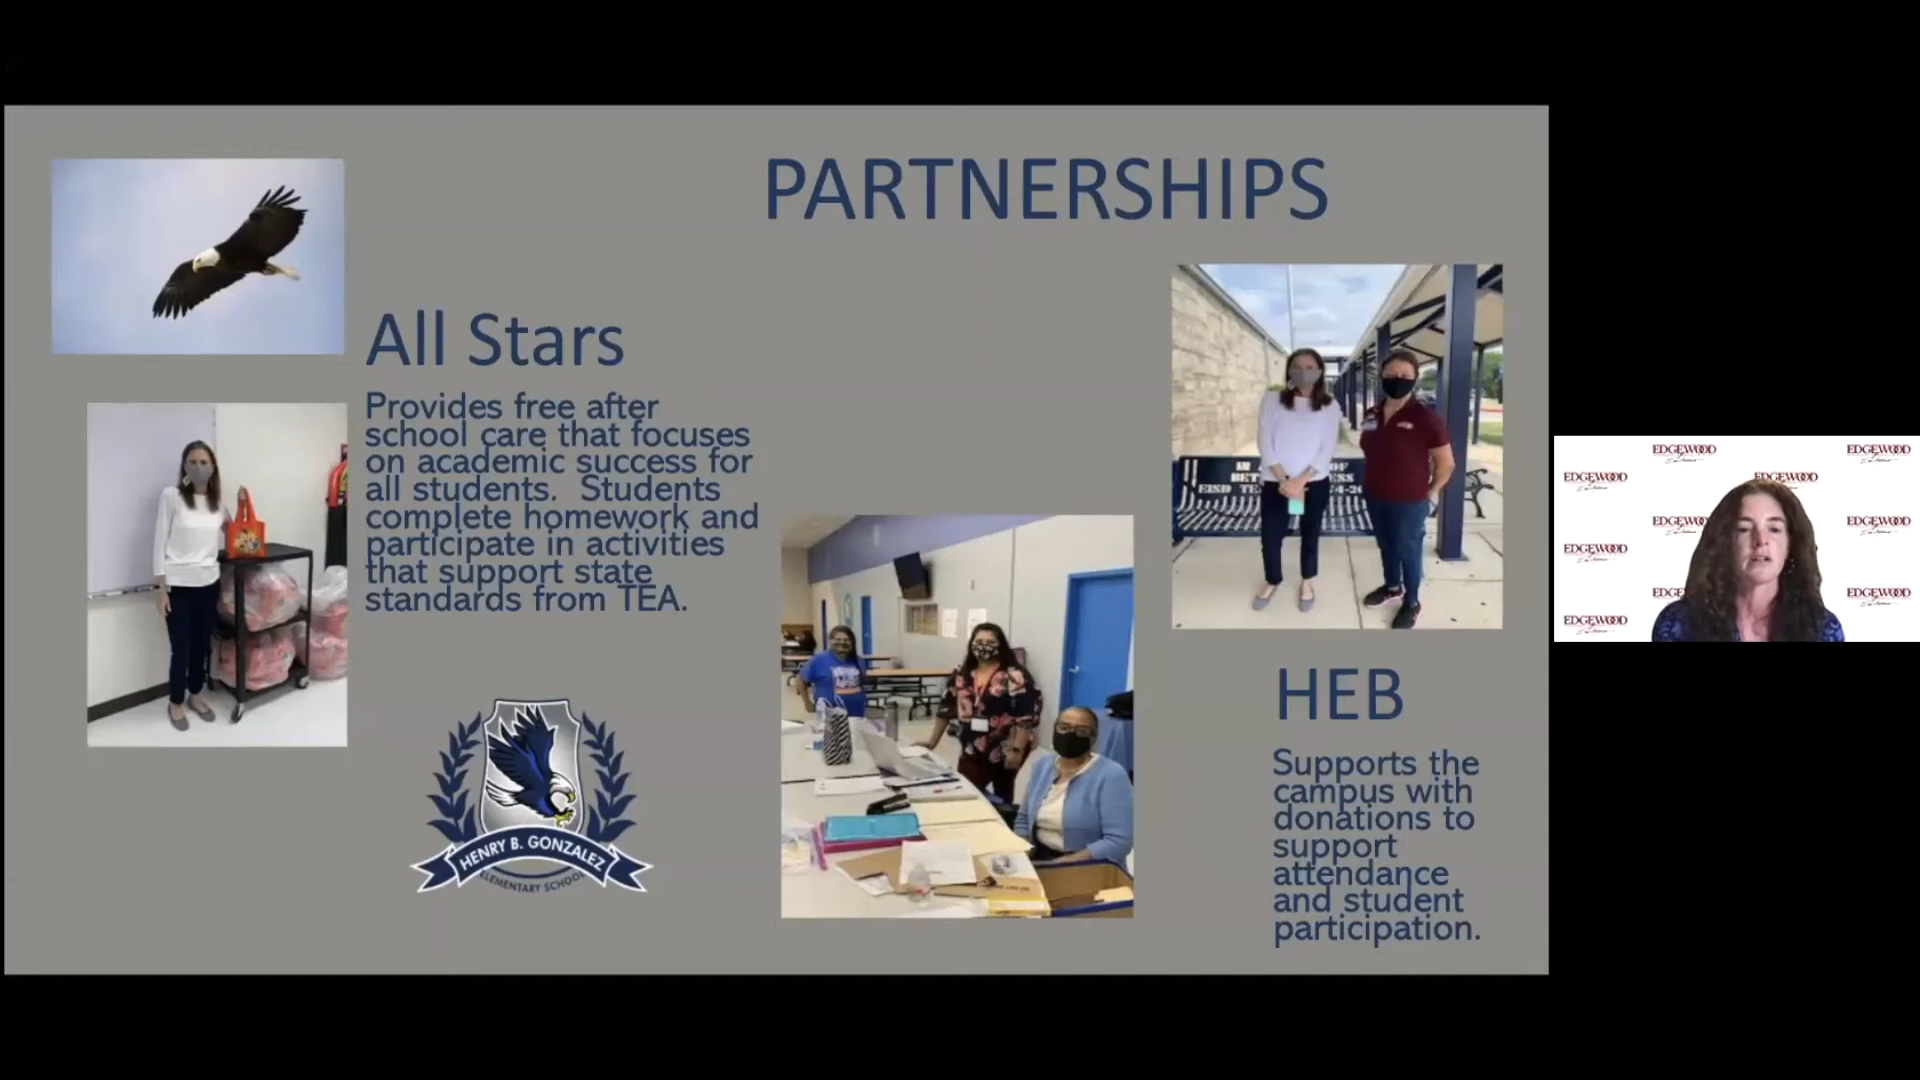 PARTNERSHIPS
All Stars
Provides free after
school care that focuses
on academic success for
all students. Students
complete homework and
participate in activities
that support state
standards from TEA.
HENRY B. GONZALEZ
ELEMENTARY SCHOOL
HEB
Supports the
campus with
donations to
support
attendance
and student
participation.
EDGEWOOD
EDGEWOOD
EDGEWOOD
EDGEWOOD
EDGEWOOD
EDGEWOOD
EDGEWOOD
EDGEWOOD
EDGEWOOD